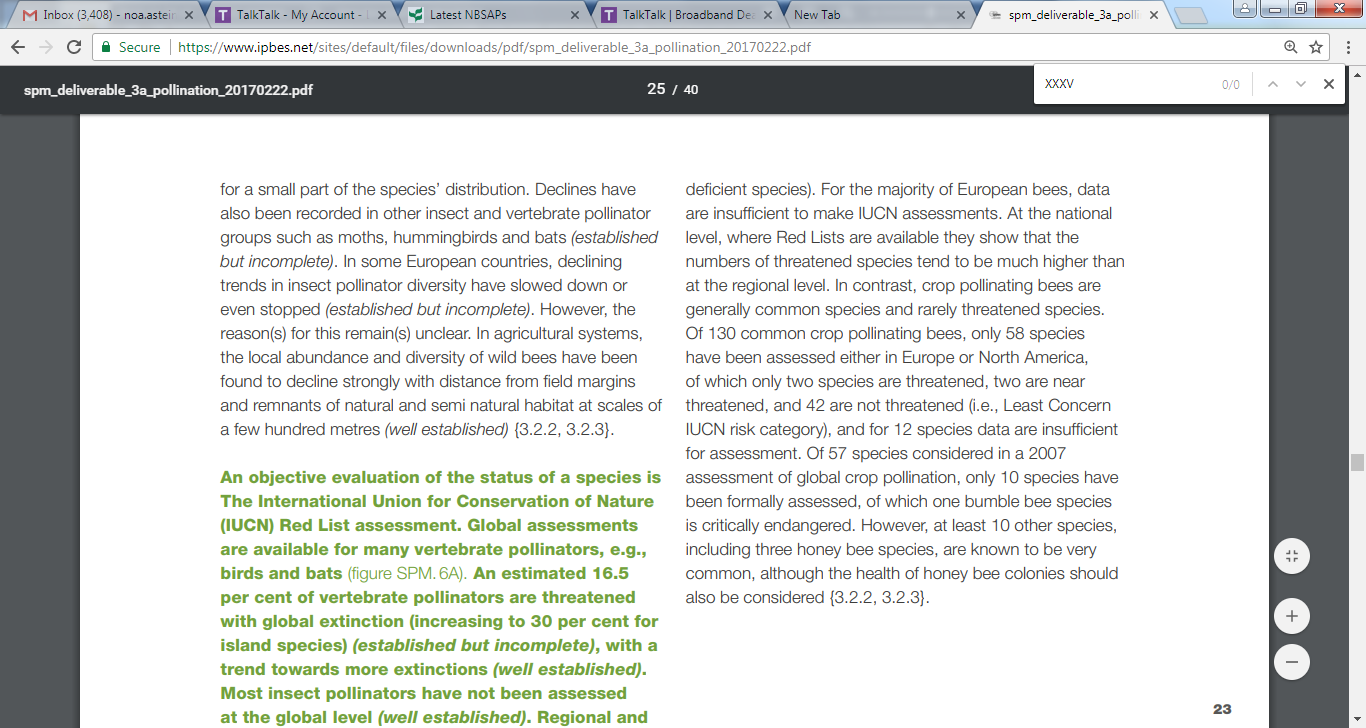 Inbox (3,408) - noa.astein
TalkTalk - My Account -
Latest NBSAPs
TalkTalk | Broadband De
New Tab
spm_deliverable_3a_polli
Secure
https://www.ipbes.net/sites/default/files/downloads/pdf/spm_deliverable_3a_pollination_20170222.pdf
spm_deliverable_3a_pollination_20170222.pdf
25 / 40
XXXV
0/0
for a small part of the species’ distribution. Declines have
also been recorded in other insect and vertebrate pollinator
groups such as moths, hummingbirds and bats (established
but incomplete). In some European countries, declining
trends in insect pollinator diversity have slowed down or
even stopped (established but incomplete). However, the
reason(s) for this remain(s) unclear. In agricultural systems,
the local abundance and diversity of wild bees have been
found to decline strongly with distance from field margins
and remnants of natural and semi natural habitat at scales of
a few hundred metres (well established) {3.2.2, 3.2.3}.
An objective evaluation of the status of a species is
The International Union for Conservation of Nature
(IUCN) Red List assessment. Global assessments
are available for many vertebrate pollinators, e.g.,
birds and bats (figure SPM. 6A). An estimated 16.5
per cent of vertebrate pollinators are threatened
with global extinction (increasing to 30 per cent for
island species) (established but incomplete), with a
trend towards more extinctions (well established).
Most insect pollinators have not been assessed
at the global level (well established). Regional and
deficient species). For the majority of European bees, data
are insufficient to make IUCN assessments. At the national
level, where Red Lists are available they show that the
numbers of threatened species tend to be much higher than
at the regional level. In contrast, crop pollinating bees are
generally common species and rarely threatened species.
Of 130 common crop pollinating bees, only 58 species
have been assessed either in Europe or North America,
of which only two species are threatened, two are near
threatened, and 42 are not threatened (i.e., Least Concern
IUCN risk category), and for 12 species data are insufficient
for assessment. Of 57 species considered in a 2007
assessment of global crop pollination, only 10 species have
been formally assessed, of which one bumble bee species
is critically endangered. However, at least 10 other species,
including three honey bee species, are known to be very
common, although the health of honey bee colonies should
also be considered {3.2.2, 3.2.3}.
23